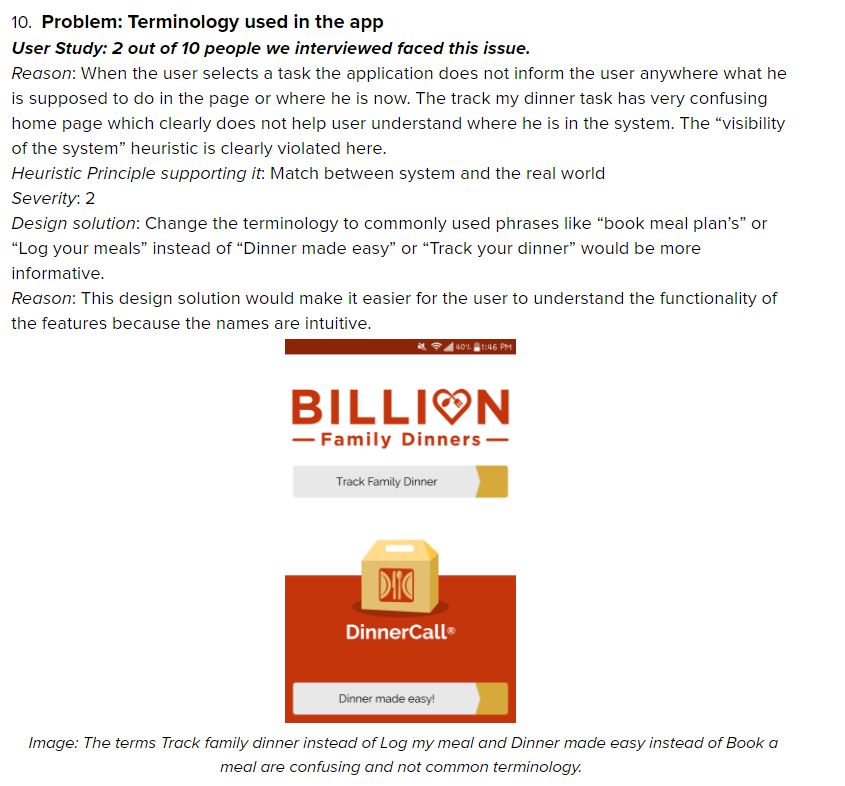 10. Problem: Terminology used in the app
User Study: 2 out of 10 people we interviewed faced this issue.
Reason: When the user selects a task the application does not inform the user anywhere what he
is supposed to do in the page or where he is now. The track my dinner task has very confusing
home page which clearly does not help user understand where he is in the system. The “visibility
of the system” heuristic is clearly violated here.
Heuristic Principle supporting it: Match between system and the real world
Severity: 2
Design solution: Change the terminology to commonly used phrases like “book meal plan’s” or
“Log your meals” instead of “Dinner made easy” or “Track your dinner” would be more
informative.
Reason: This design solution would make it easier for the user to understand the functionality of
the features because the names are intuitive.
40% 1:46 PM
BILLION
Family Dinners
Track Family Dinner
DinnerCall®
Dinner made easy!
Image: The terms Track family dinner instead of Log my meal and Dinner made easy instead of Book a
meal are confusing and not common terminology.